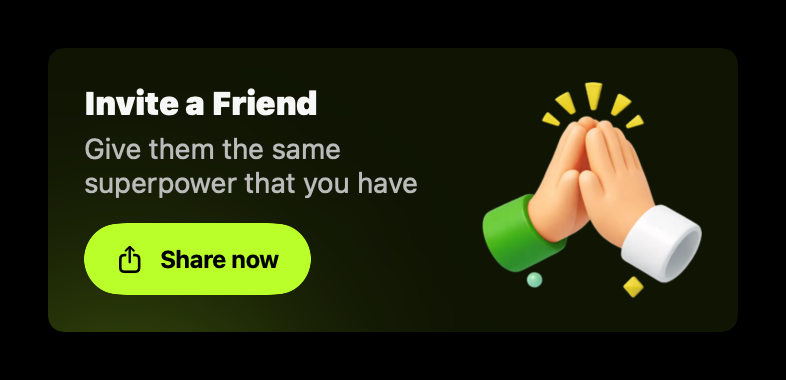 Invite a Friend
Give them the same
superpower that you have
Share now